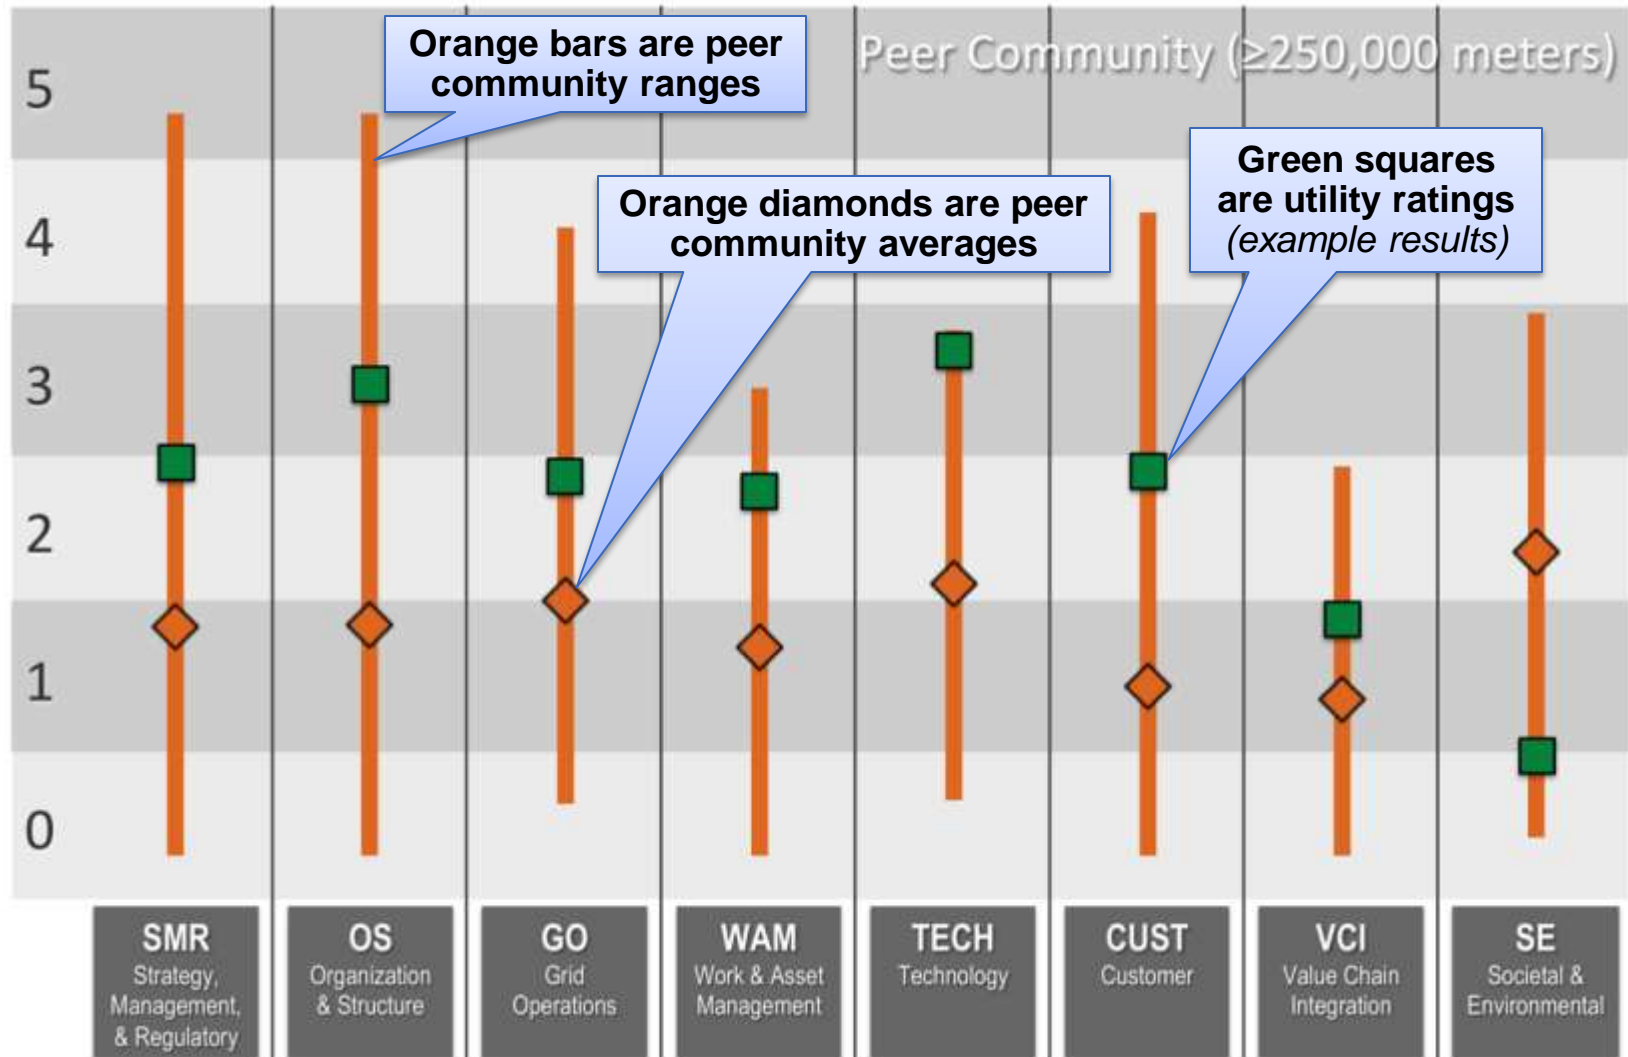 Peer Community (≥250,000 meters)
Orange bars are peer
community ranges
Green squares
are utility ratings
(example results)
Orange diamonds are peer
community averages
5
4
3
2
1
0
SMR
Strategy,
Management,
& Regulatory
OS
Organization
& Structure
GO
Grid
Operations
WAM
Work & Asset
Management
TECH
Technology
CUST
Customer
VCI
Value Chain
Integration
SE
Societal &
Environmental